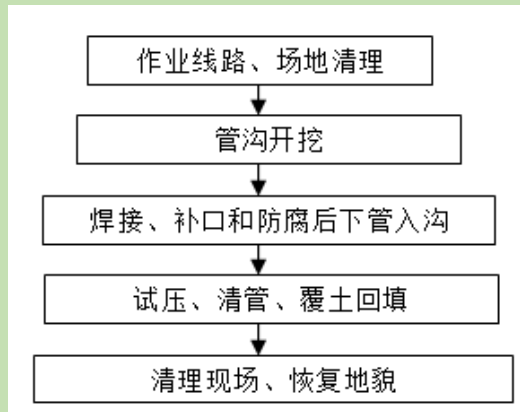 作业线路、场地清理
管沟开挖
焊接、补口和防腐后下管入沟
试压、清管、覆土回填
清理现场、恢复地貌